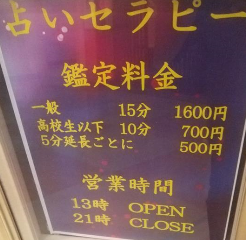 占いセラピー
鑑定料金
一般 15分 1600円
高校生以下 10分 700円
5分延長ごとに 500円
営業時間
13時 OPEN
21時 CLOSE